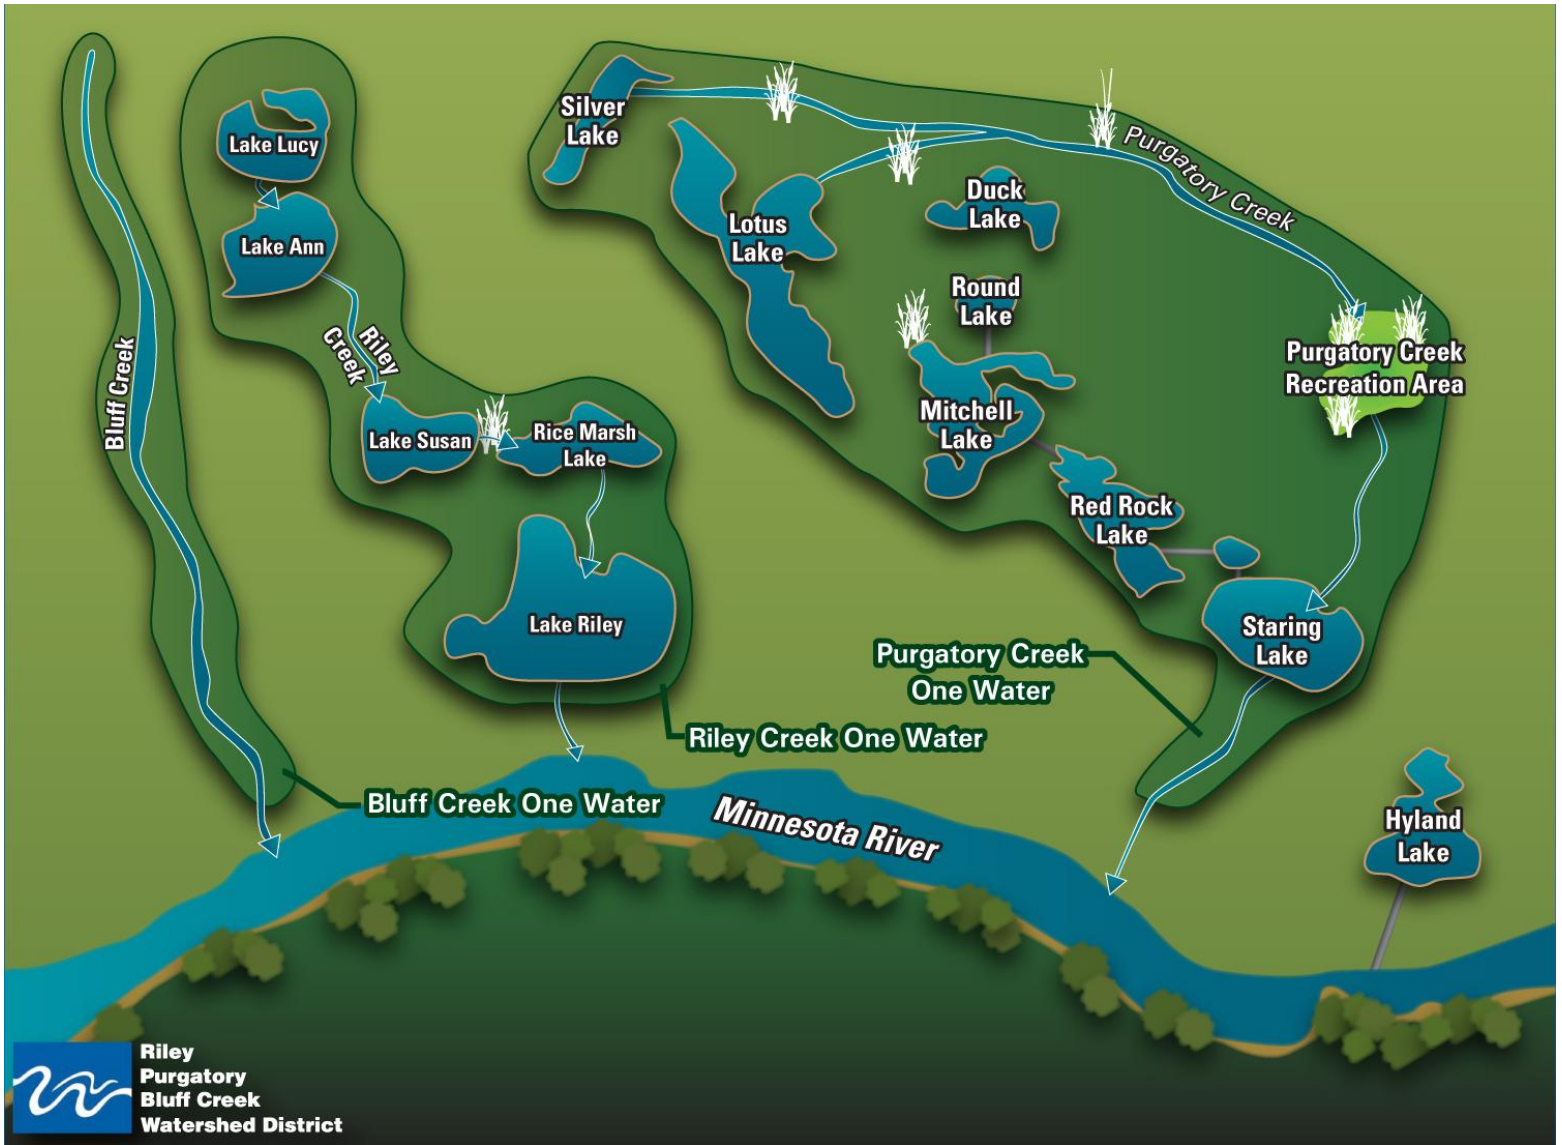 Silver
Lake
Lake Lucy
Purgatory Creek
Duck
Lake
Lotus
Lake
Lake Ann
Round
Lake
Riley
Creek
Bluff Creek
Purgatory Creek
Recreation Area
Mitchell
Lake
Lake Susan
Rice Marsh
Lake
Red Rock
Lake
Lake Riley
Staring
Lake
Purgatory Creek
One Water
Riley Creek One Water
Bluff Creek One Water
Minnesota River
Hyland
Lake
Riley
Purgatory
Bluff Creek
Watershed District